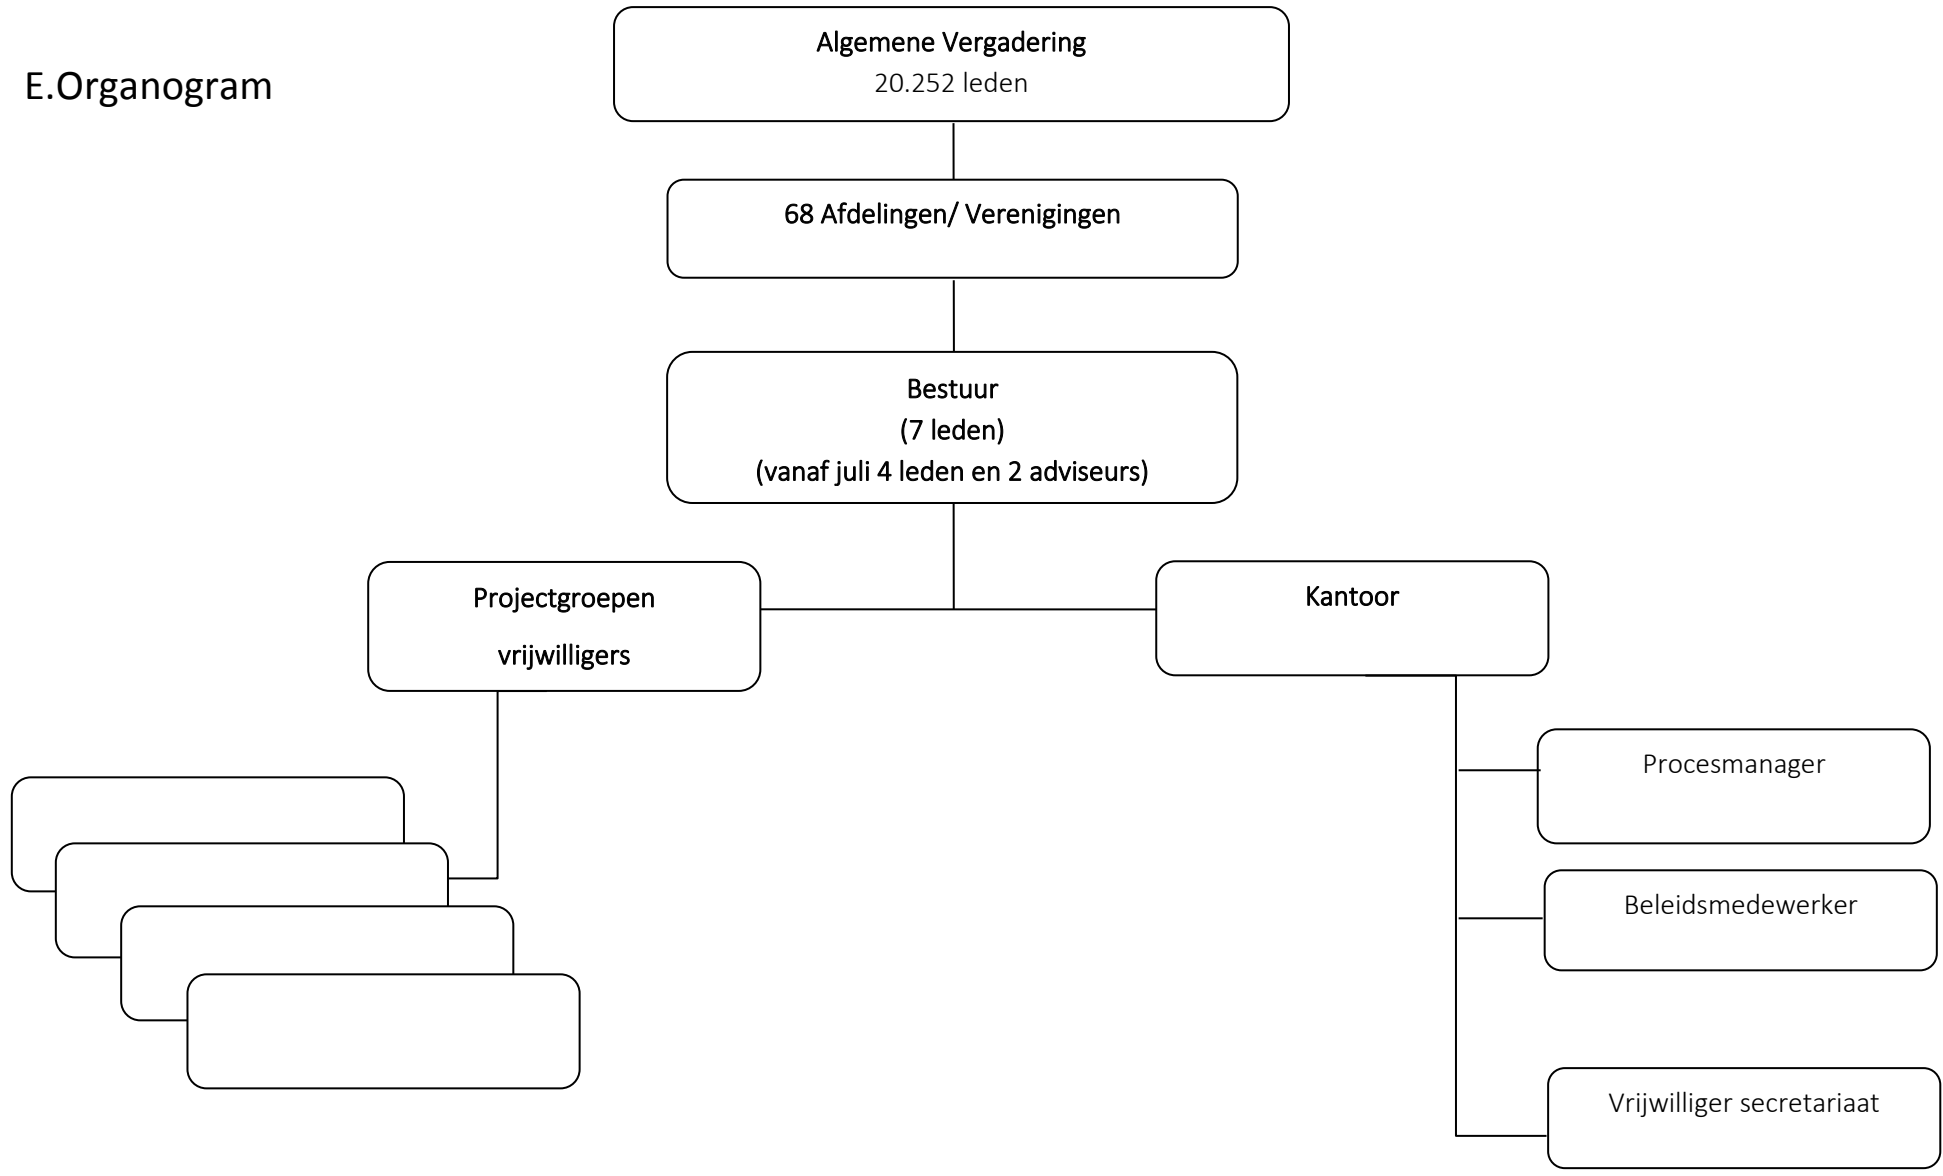 E.Organogram
Algemene Vergadering
20.252 leden
68 Afdelingen/ Verenigingen
Bestuur
(7 leden)
(vanaf juli 4 leden en 2 adviseurs)
Projectgroepen
vrijwilligers
Kantoor
Procesmanager
Beleidsmedewerker
Vrijwilliger secretariaat